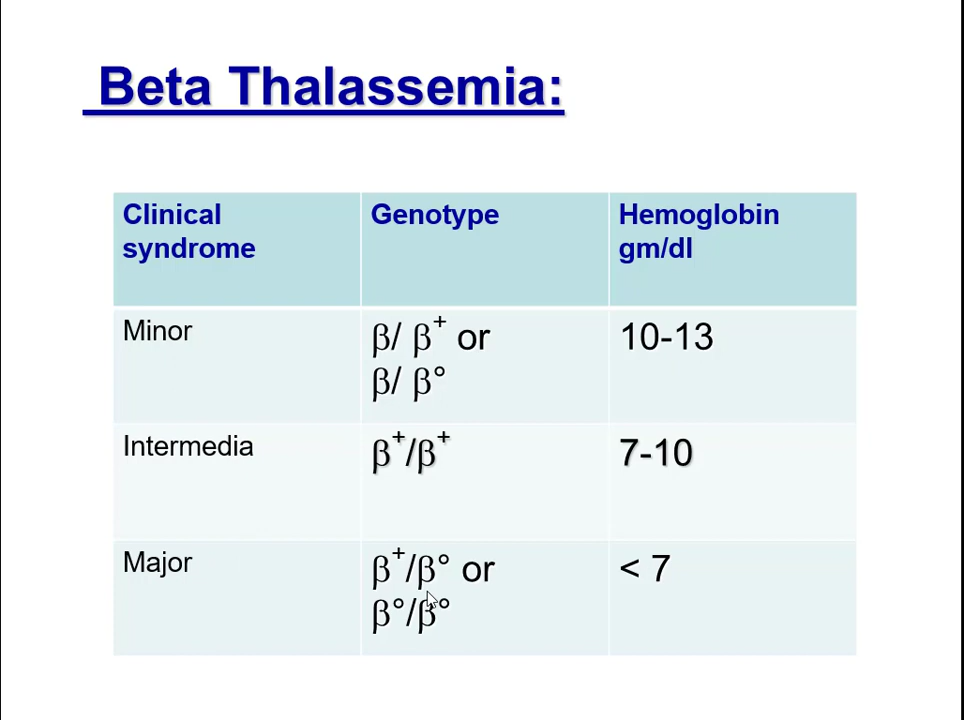 Beta Thalassemia:
Clinical syndrome
Genotype
Hemoglobin gm/dl
Minor
β/ β⁺ or
β/ β°
10-13
Intermedia
β⁺/β⁺
7-10
Major
β⁺/β° or
β°/β°
< 7